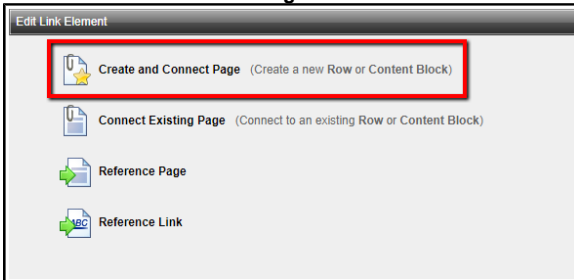 Edit Link Element
Create and Connect Page (Create a new Row or Content Block)
Connect Existing Page (Connect to an existing Row or Content Block)
Reference Page
ABC Reference Link